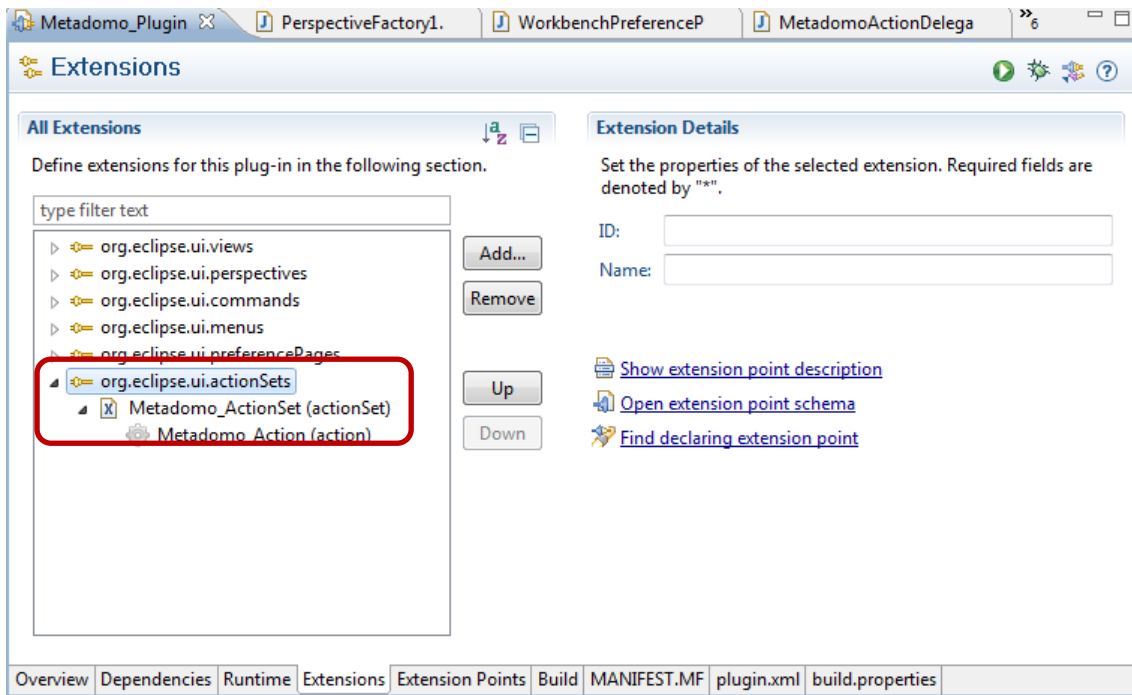 Metadomo_Plugin
PerspectiveFactory1.
WorkbenchPreferenceP
MetadomoActionDelega
»6
Extensions
All Extensions
Define extensions for this plug-in in the following section.
type filter text
org.eclipse.ui.views
org.eclipse.ui.perspectives
org.eclipse.ui.commands
org.eclipse.ui.menus
org.eclipse.ui.preferencePages
org.eclipse.ui.actionSets
Metadomo_ActionSet (actionSet)
Metadomo_Action (action)
Add...
Remove
Up
Down
Extension Details
Set the properties of the selected extension. Required fields are
denoted by "*".
ID:
Name:
Show extension point description
Open extension point schema
Find declaring extension point
Overview Dependencies Runtime Extensions Extension Points Build MANIFEST.MF plugin.xml build.properties